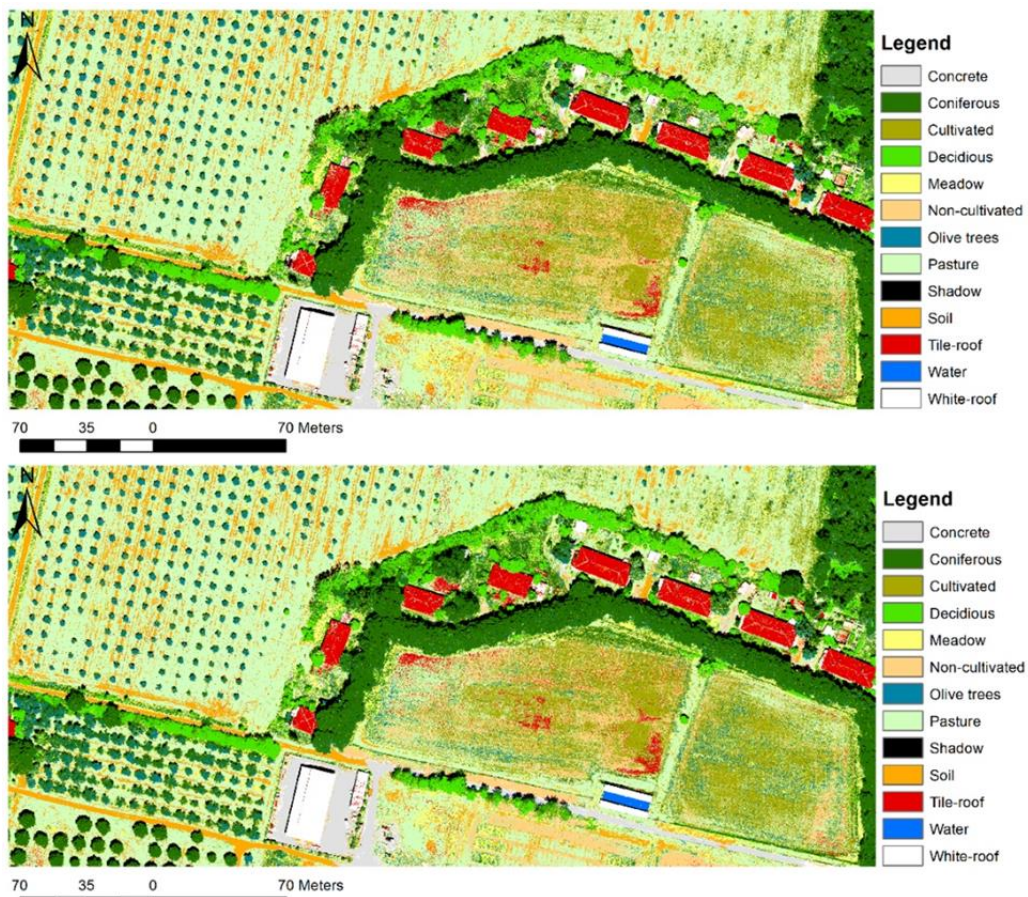 N
Legend
Concrete
Coniferous
Cultivated
Decidious
Meadow
Non-cultivated
Olive trees
Pasture
Shadow
Soil
Tile-roof
Water
White-roof
70 35 0 70 Meters
N
Legend
Concrete
Coniferous
Cultivated
Decidious
Meadow
Non-cultivated
Olive trees
Pasture
Shadow
Soil
Tile-roof
Water
White-roof
70 35 0 70 Meters